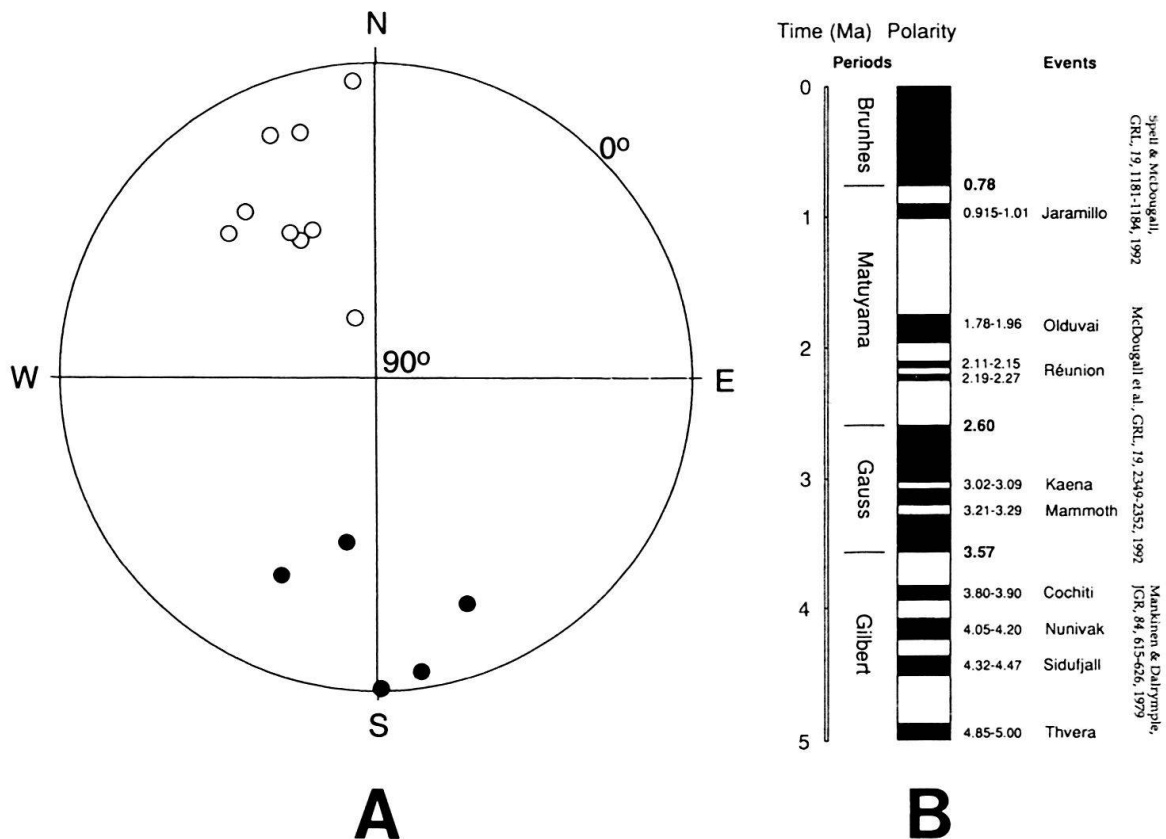 N
0º
W
90º
E
S
A
Time (Ma) Polarity
Periods
Events
0
1
2
3
4
5
Brunhes
Matuyama
Gauss
Gilbert
0.78
0.915-1.01 Jaramillo
1.78-1.96 Olduvai
2.11-2.15
Réunion
2.19-2.27
2.60
3.02-3.09 Kaena
3.21-3.29 Mammoth
3.57
3.80-3.90 Cochiti
4.05-4.20 Nunivak
4.32-4.47 Sidufjall
4.85-5.00 Thvera
Spell & McDougall,
GRL, 19, 1181-1184, 1992
McDougall et al., GRL, 19, 2349-2352, 1992
Mankinen & Dalrymple,
JGR, 84, 615-626, 1979
B